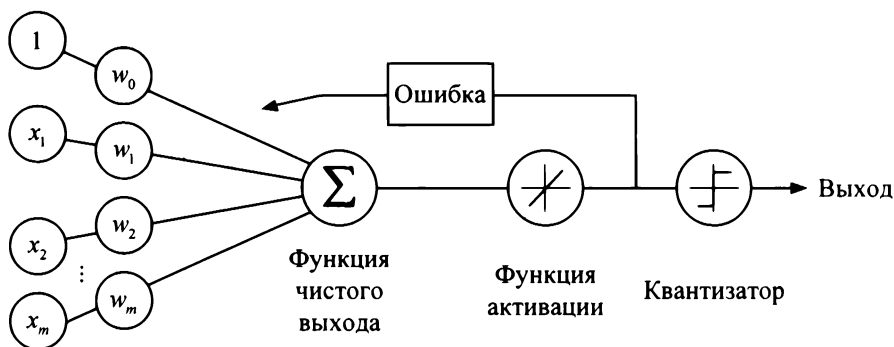 1
w₀
Ошибка
x₁
w₁
Σ
Выход
x₂
w₂
⋮
xₘ
wₘ
Функция
чистого
выхода
Функция
активации
Квантизатор